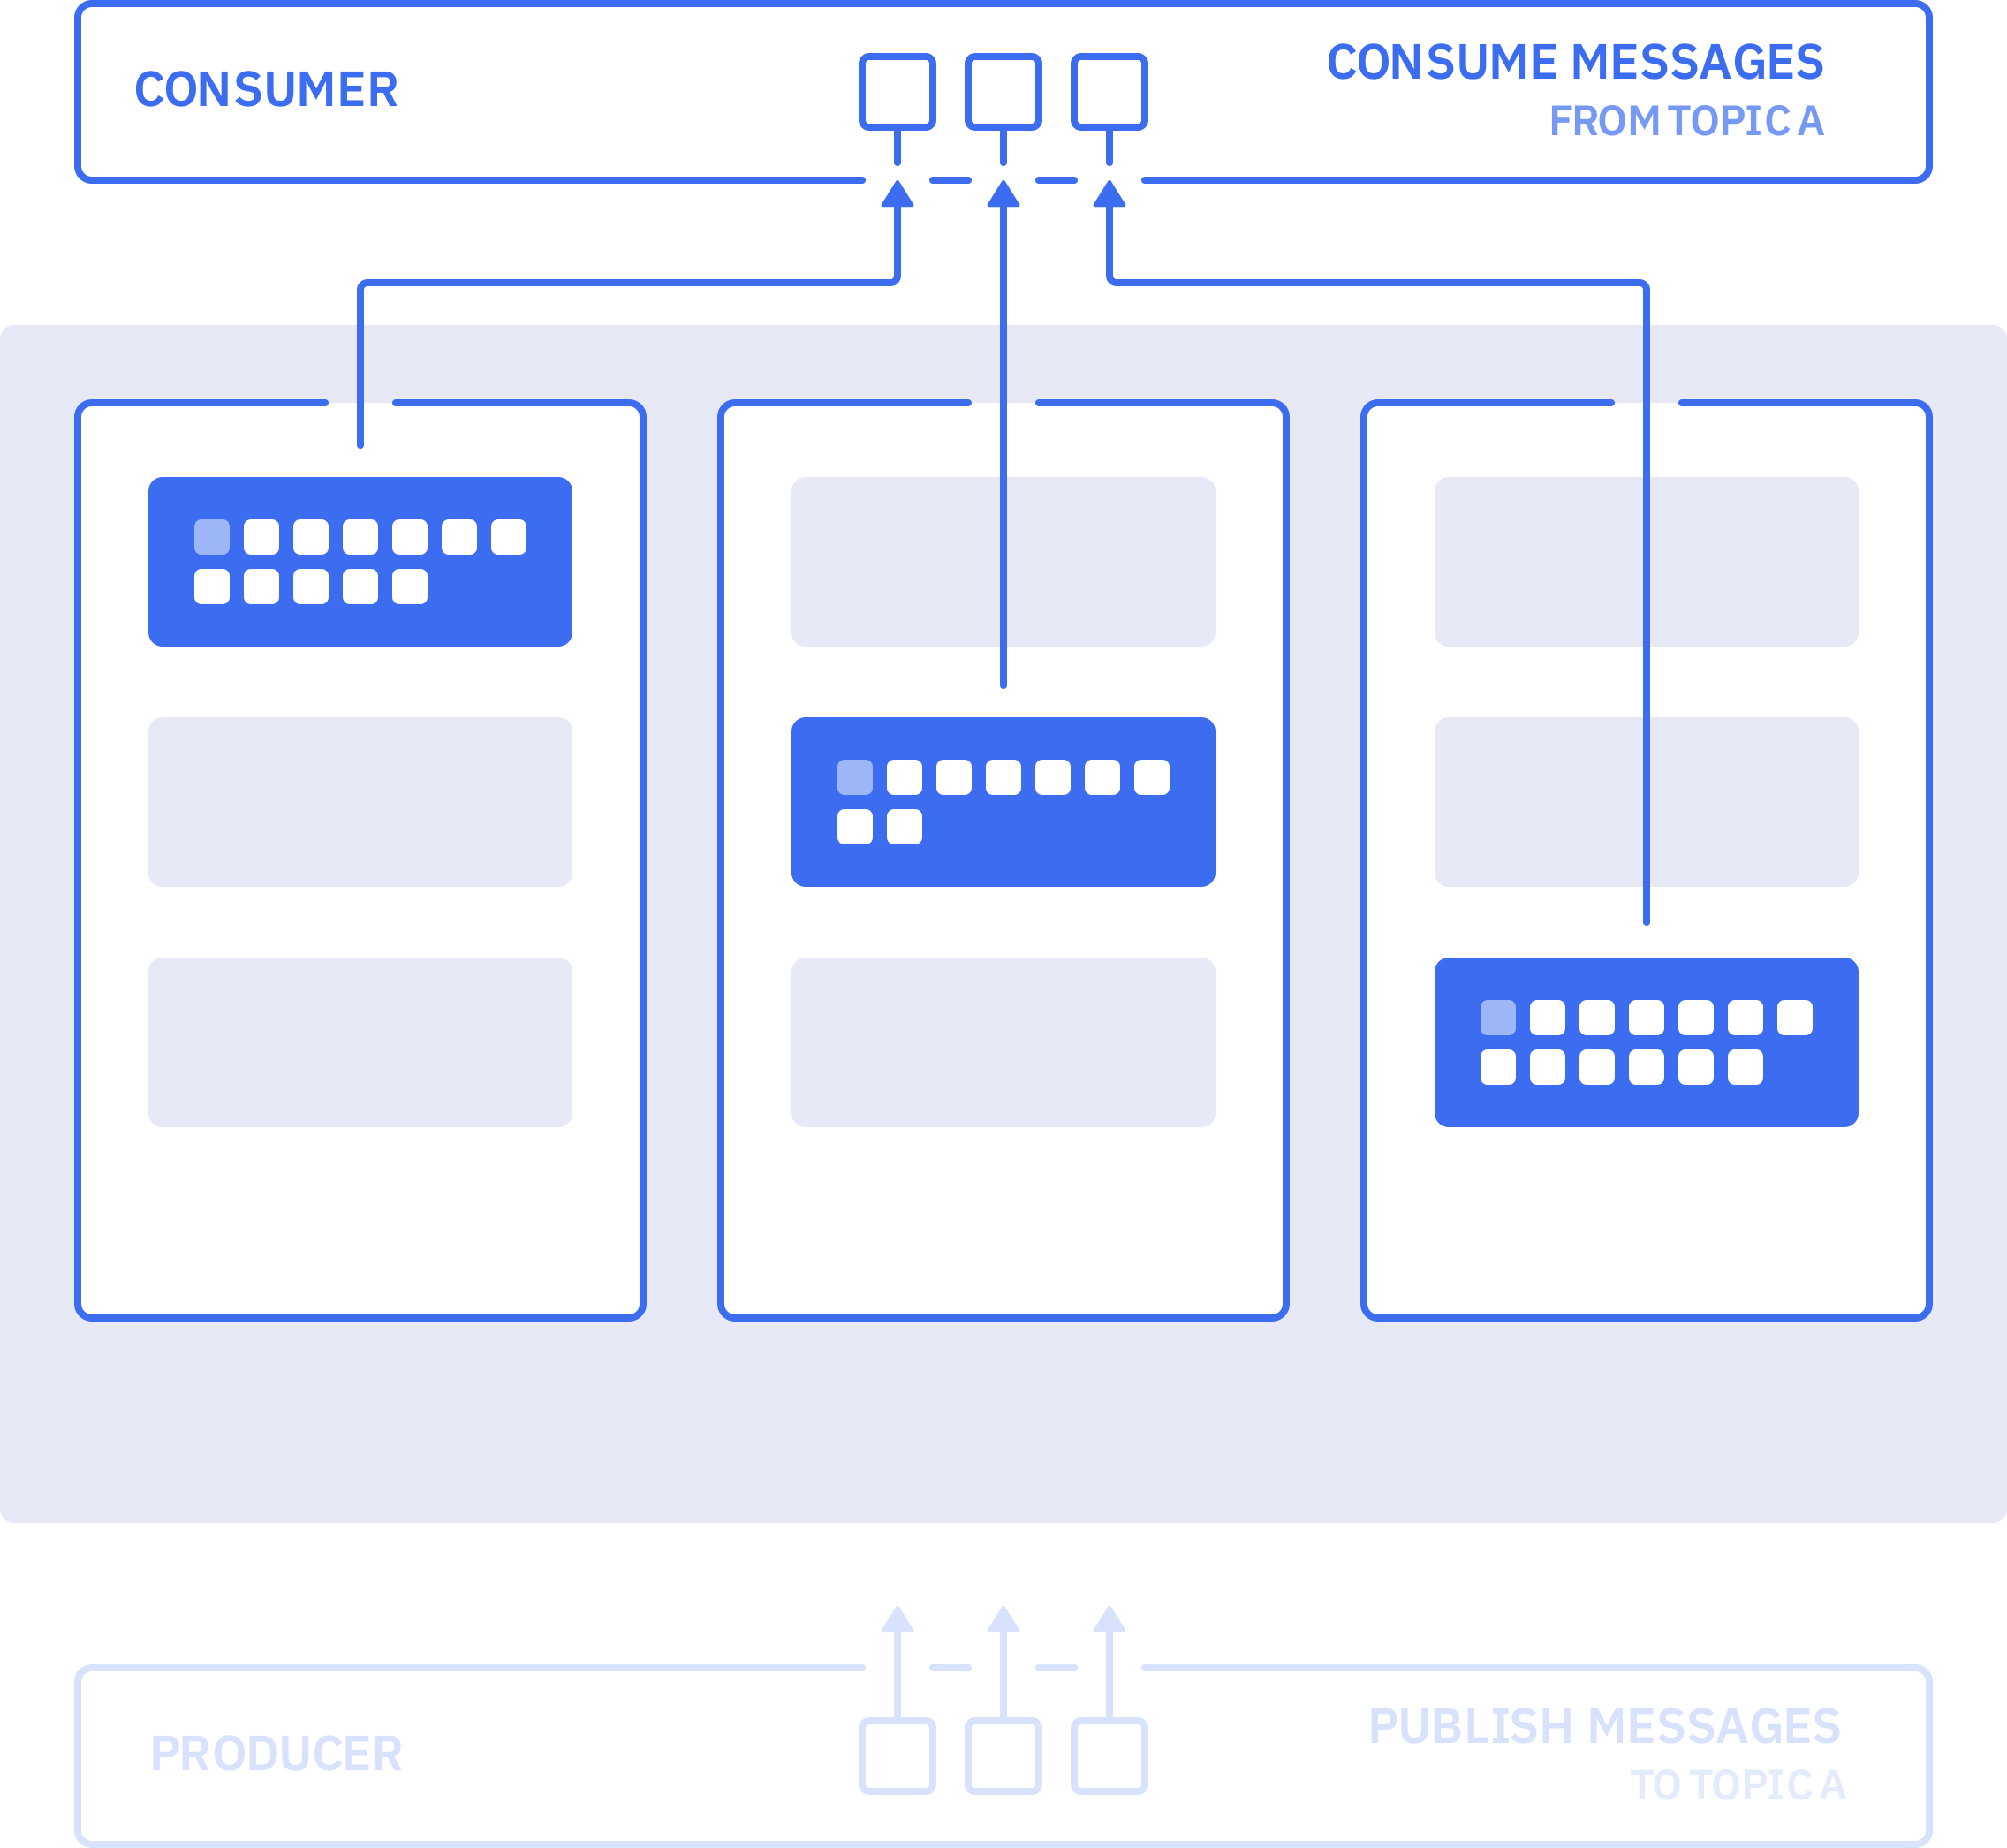 CONSUMER
CONSUME MESSAGES
FROM TOPIC A
PRODUCER
PUBLISH MESSAGES
TO TOPIC A